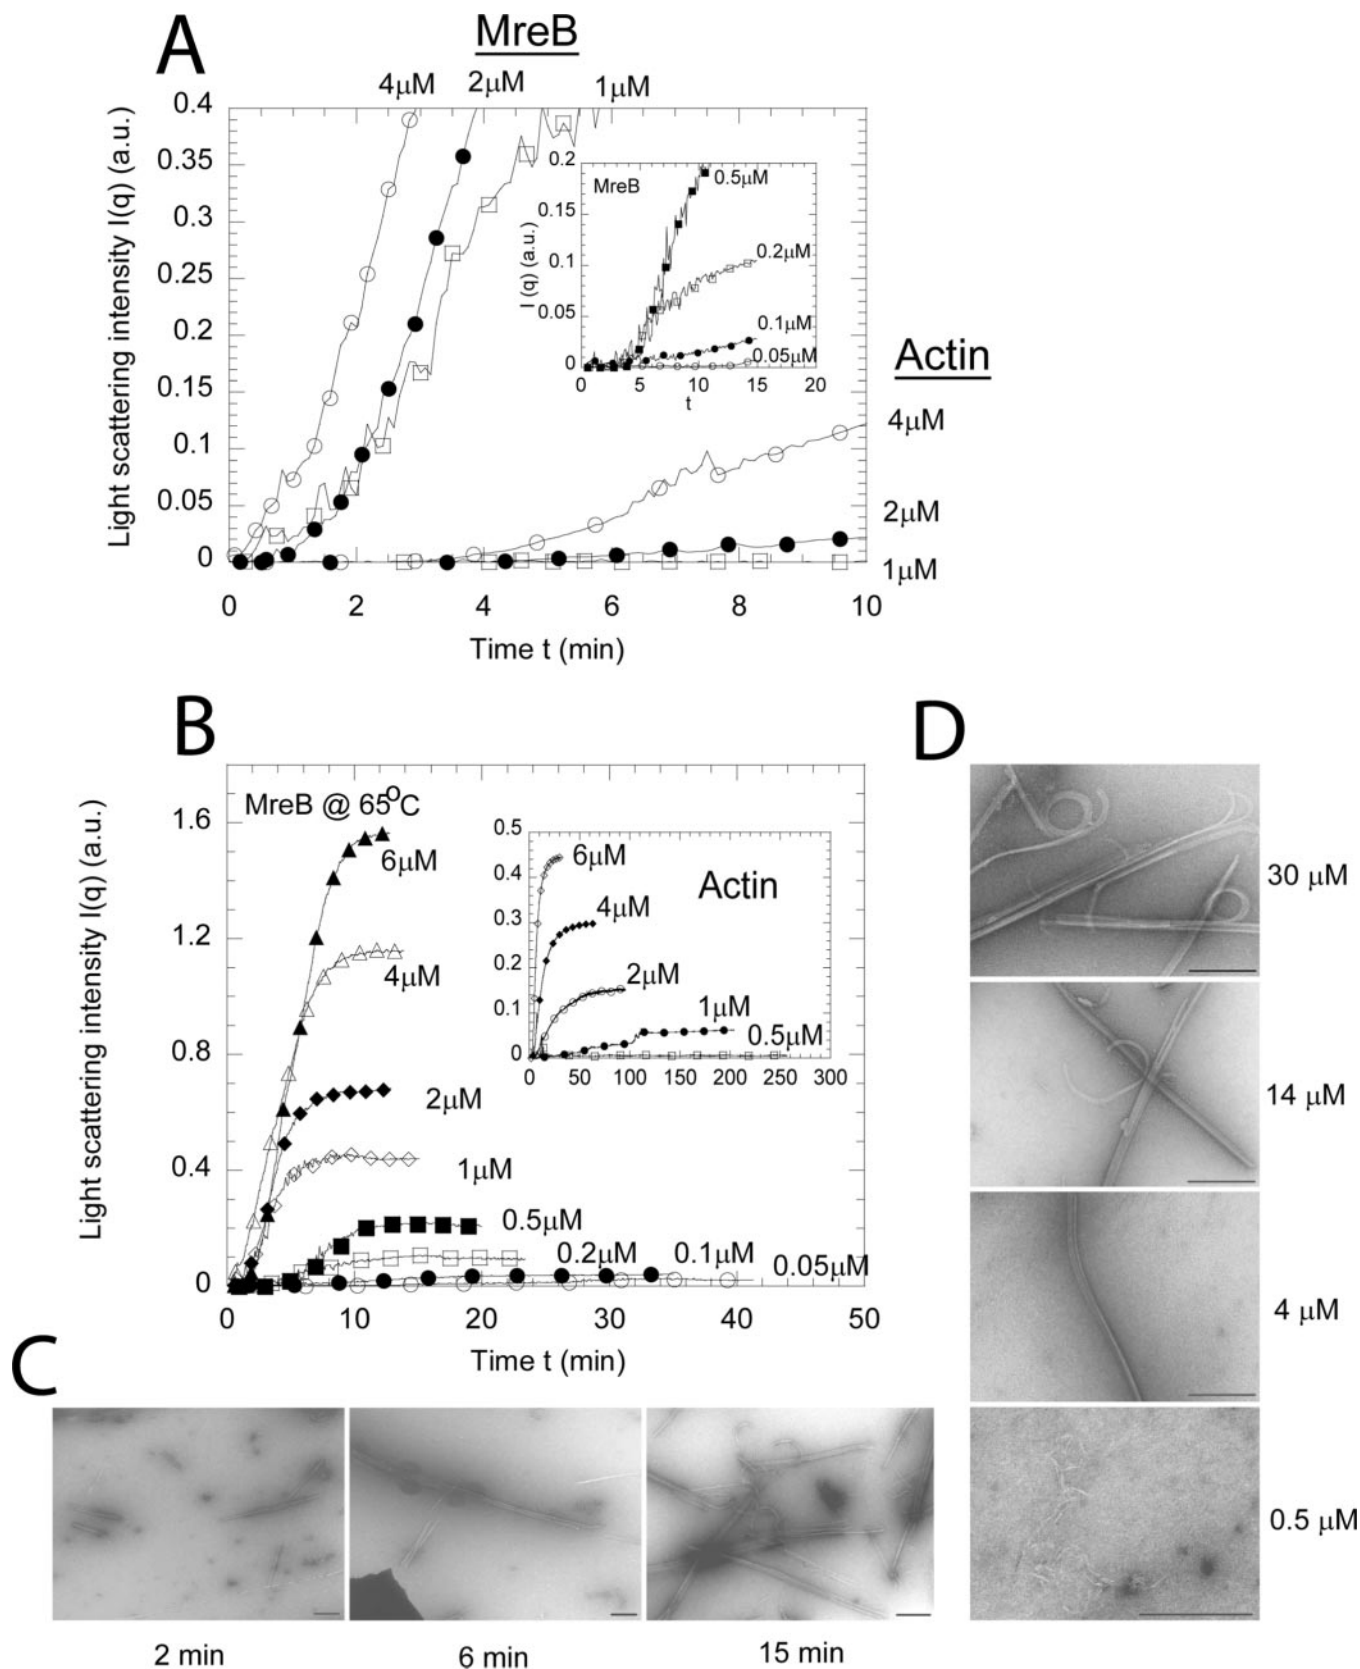 A
MreB
4μM 2μM 1μM
Light scattering intensity I(q) (a.u.)
0.4
0.35
0.3
0.25
0.2
0.15
0.1
0.05
0
0 2 4 6 8 10
Time t (min)
MreB
I (q) (a.u.)
0.2
0.15
0.1
0.05
0
0 5 10 15 20
t
0.5μM
0.2μM
0.1μM
0.05μM
Actin
4μM
2μM
1μM
B
MreB @ 65°C
Light scattering intensity I(q) (a.u.)
1.6
1.2
0.8
0.4
0
0 10 20 30 40 50
Time t (min)
6μM
4μM
2μM
1μM
0.5μM
0.2μM
0.1μM
0.05μM
Actin
0.5
0.4
0.3
0.2
0.1
0
0 50 100 150 200 250 300
6μM
4μM
2μM
1μM
0.5μM
C
2 min
6 min
15 min
D
30 μM
14 μM
4 μM
0.5 μM